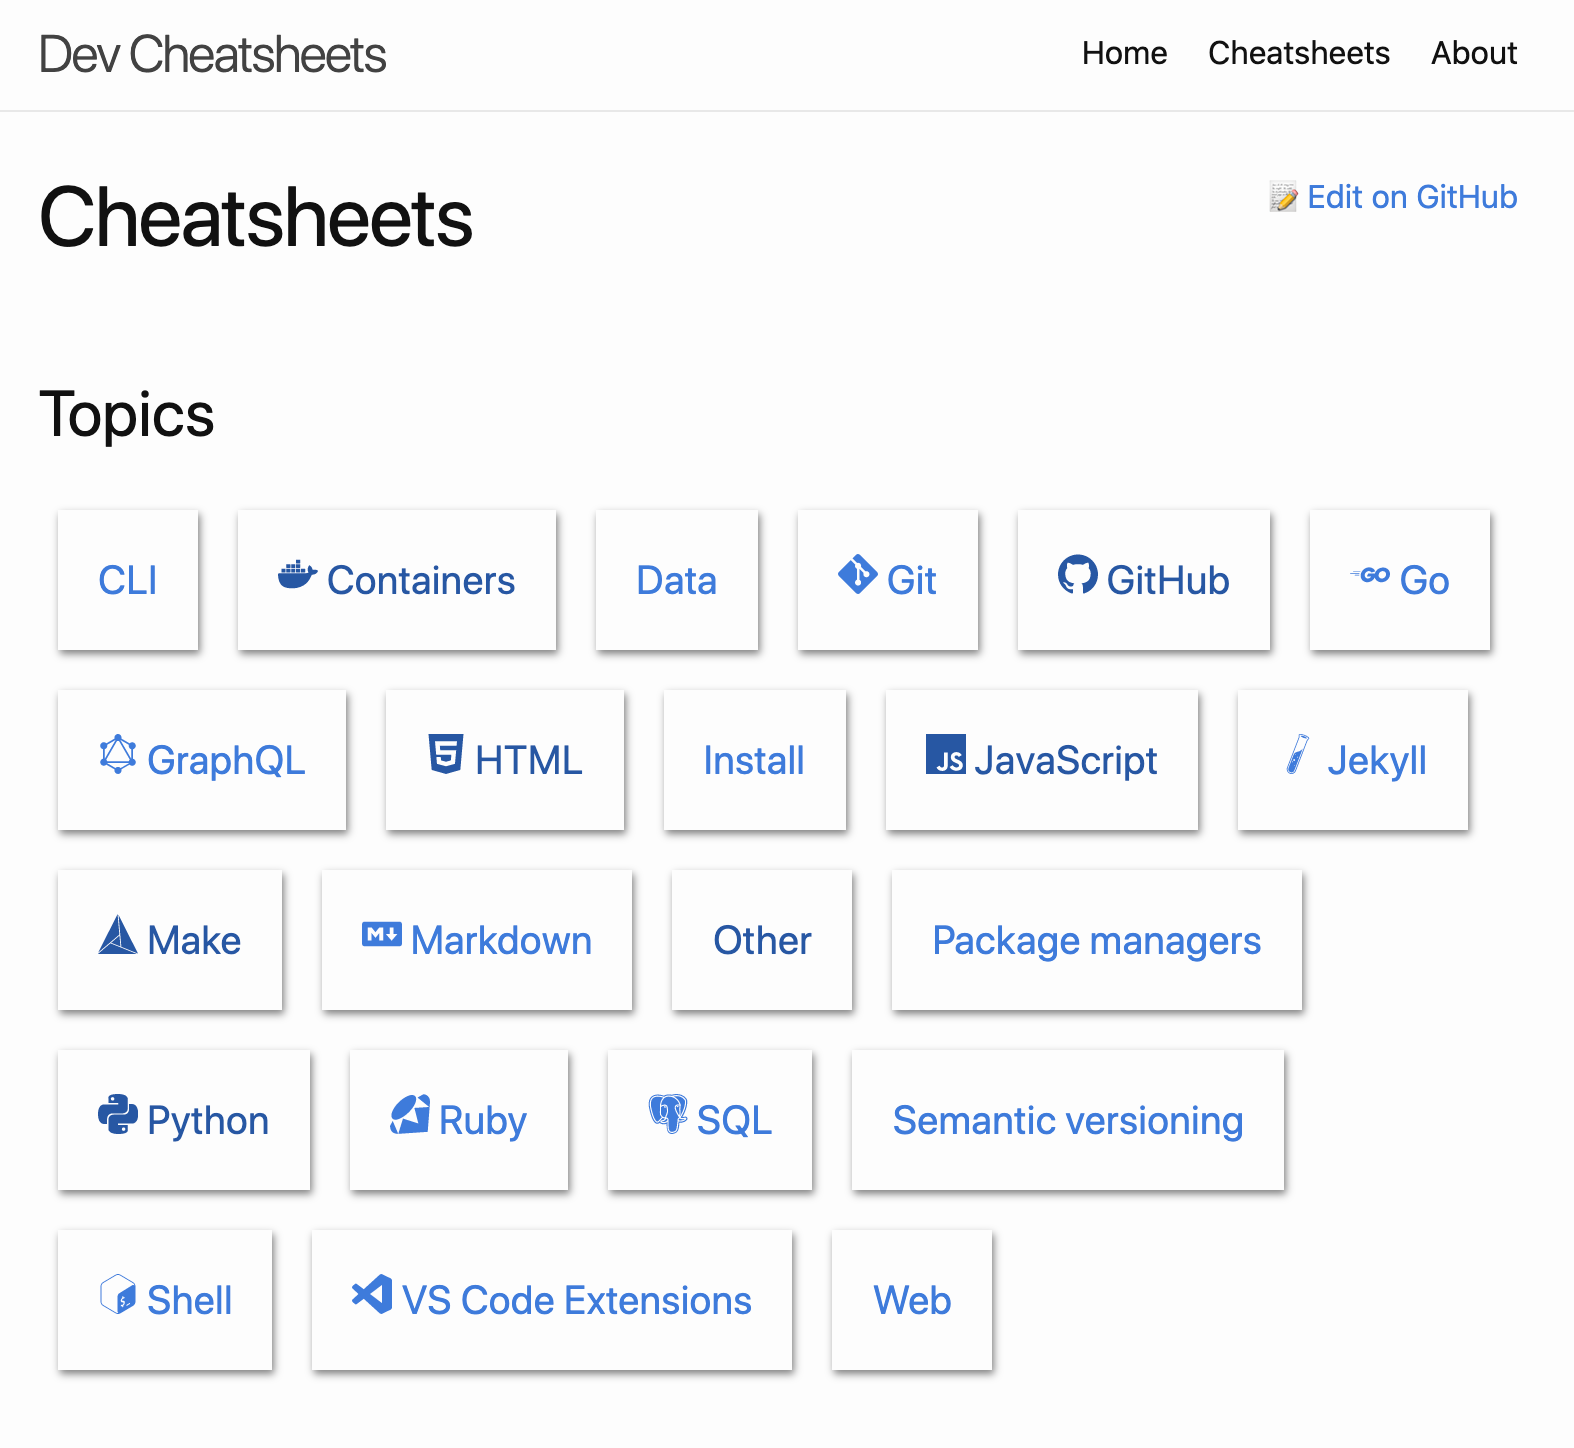 Dev Cheatsheets Home Cheatsheets About
Cheatsheets
📝 Edit on GitHub
Topics
CLI Containers Data Git GitHub GO Go
GraphQL 5 HTML Install JS JavaScript Jekyll
Make M Markdown Other Package managers
Python Ruby SQL Semantic versioning
$_ Shell VS Code Extensions Web